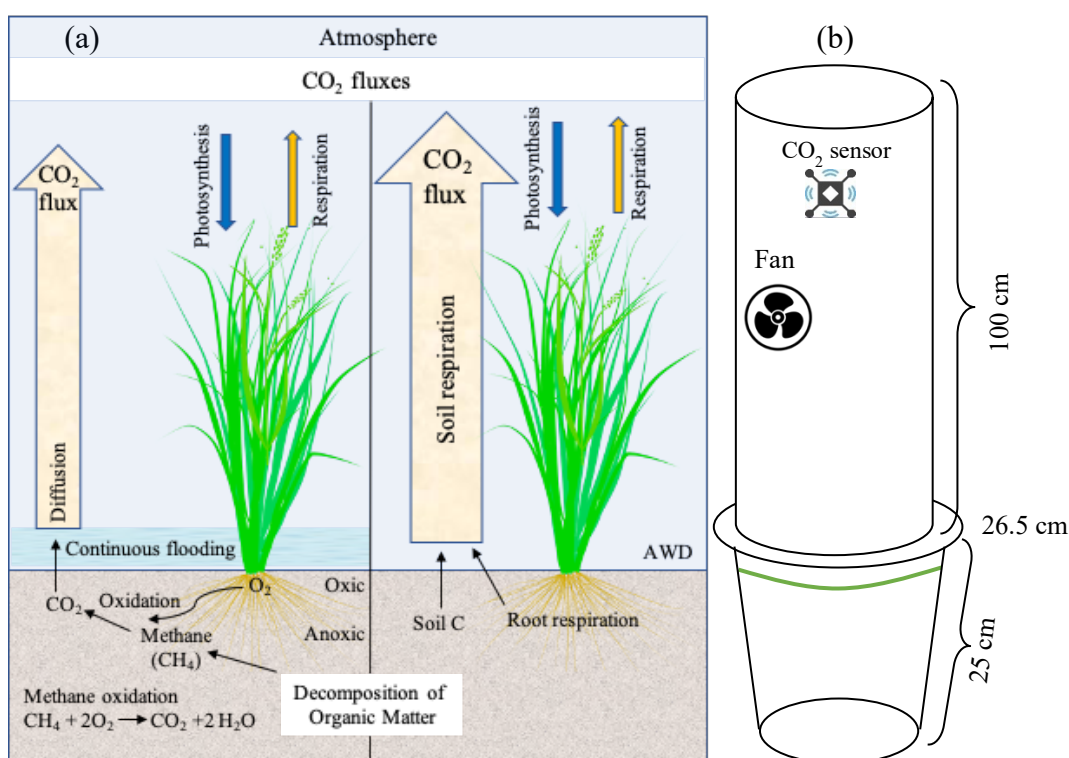 (a)
Atmosphere
CO₂ fluxes
CO₂
flux
Photosynthesis
Respiration
Diffusion
Continuous flooding
CO₂
Oxidation
O₂
Oxic
Anoxic
Methane
(CH₄)
Decomposition of
Organic Matter
Methane oxidation
CH₄ + 2O₂ → CO₂ +2 H₂O
CO₂
flux
Soil respiration
Photosynthesis
Respiration
AWD
Soil C
Root respiration
(b)
CO₂ sensor
Fan
100 cm
26.5 cm
25 cm